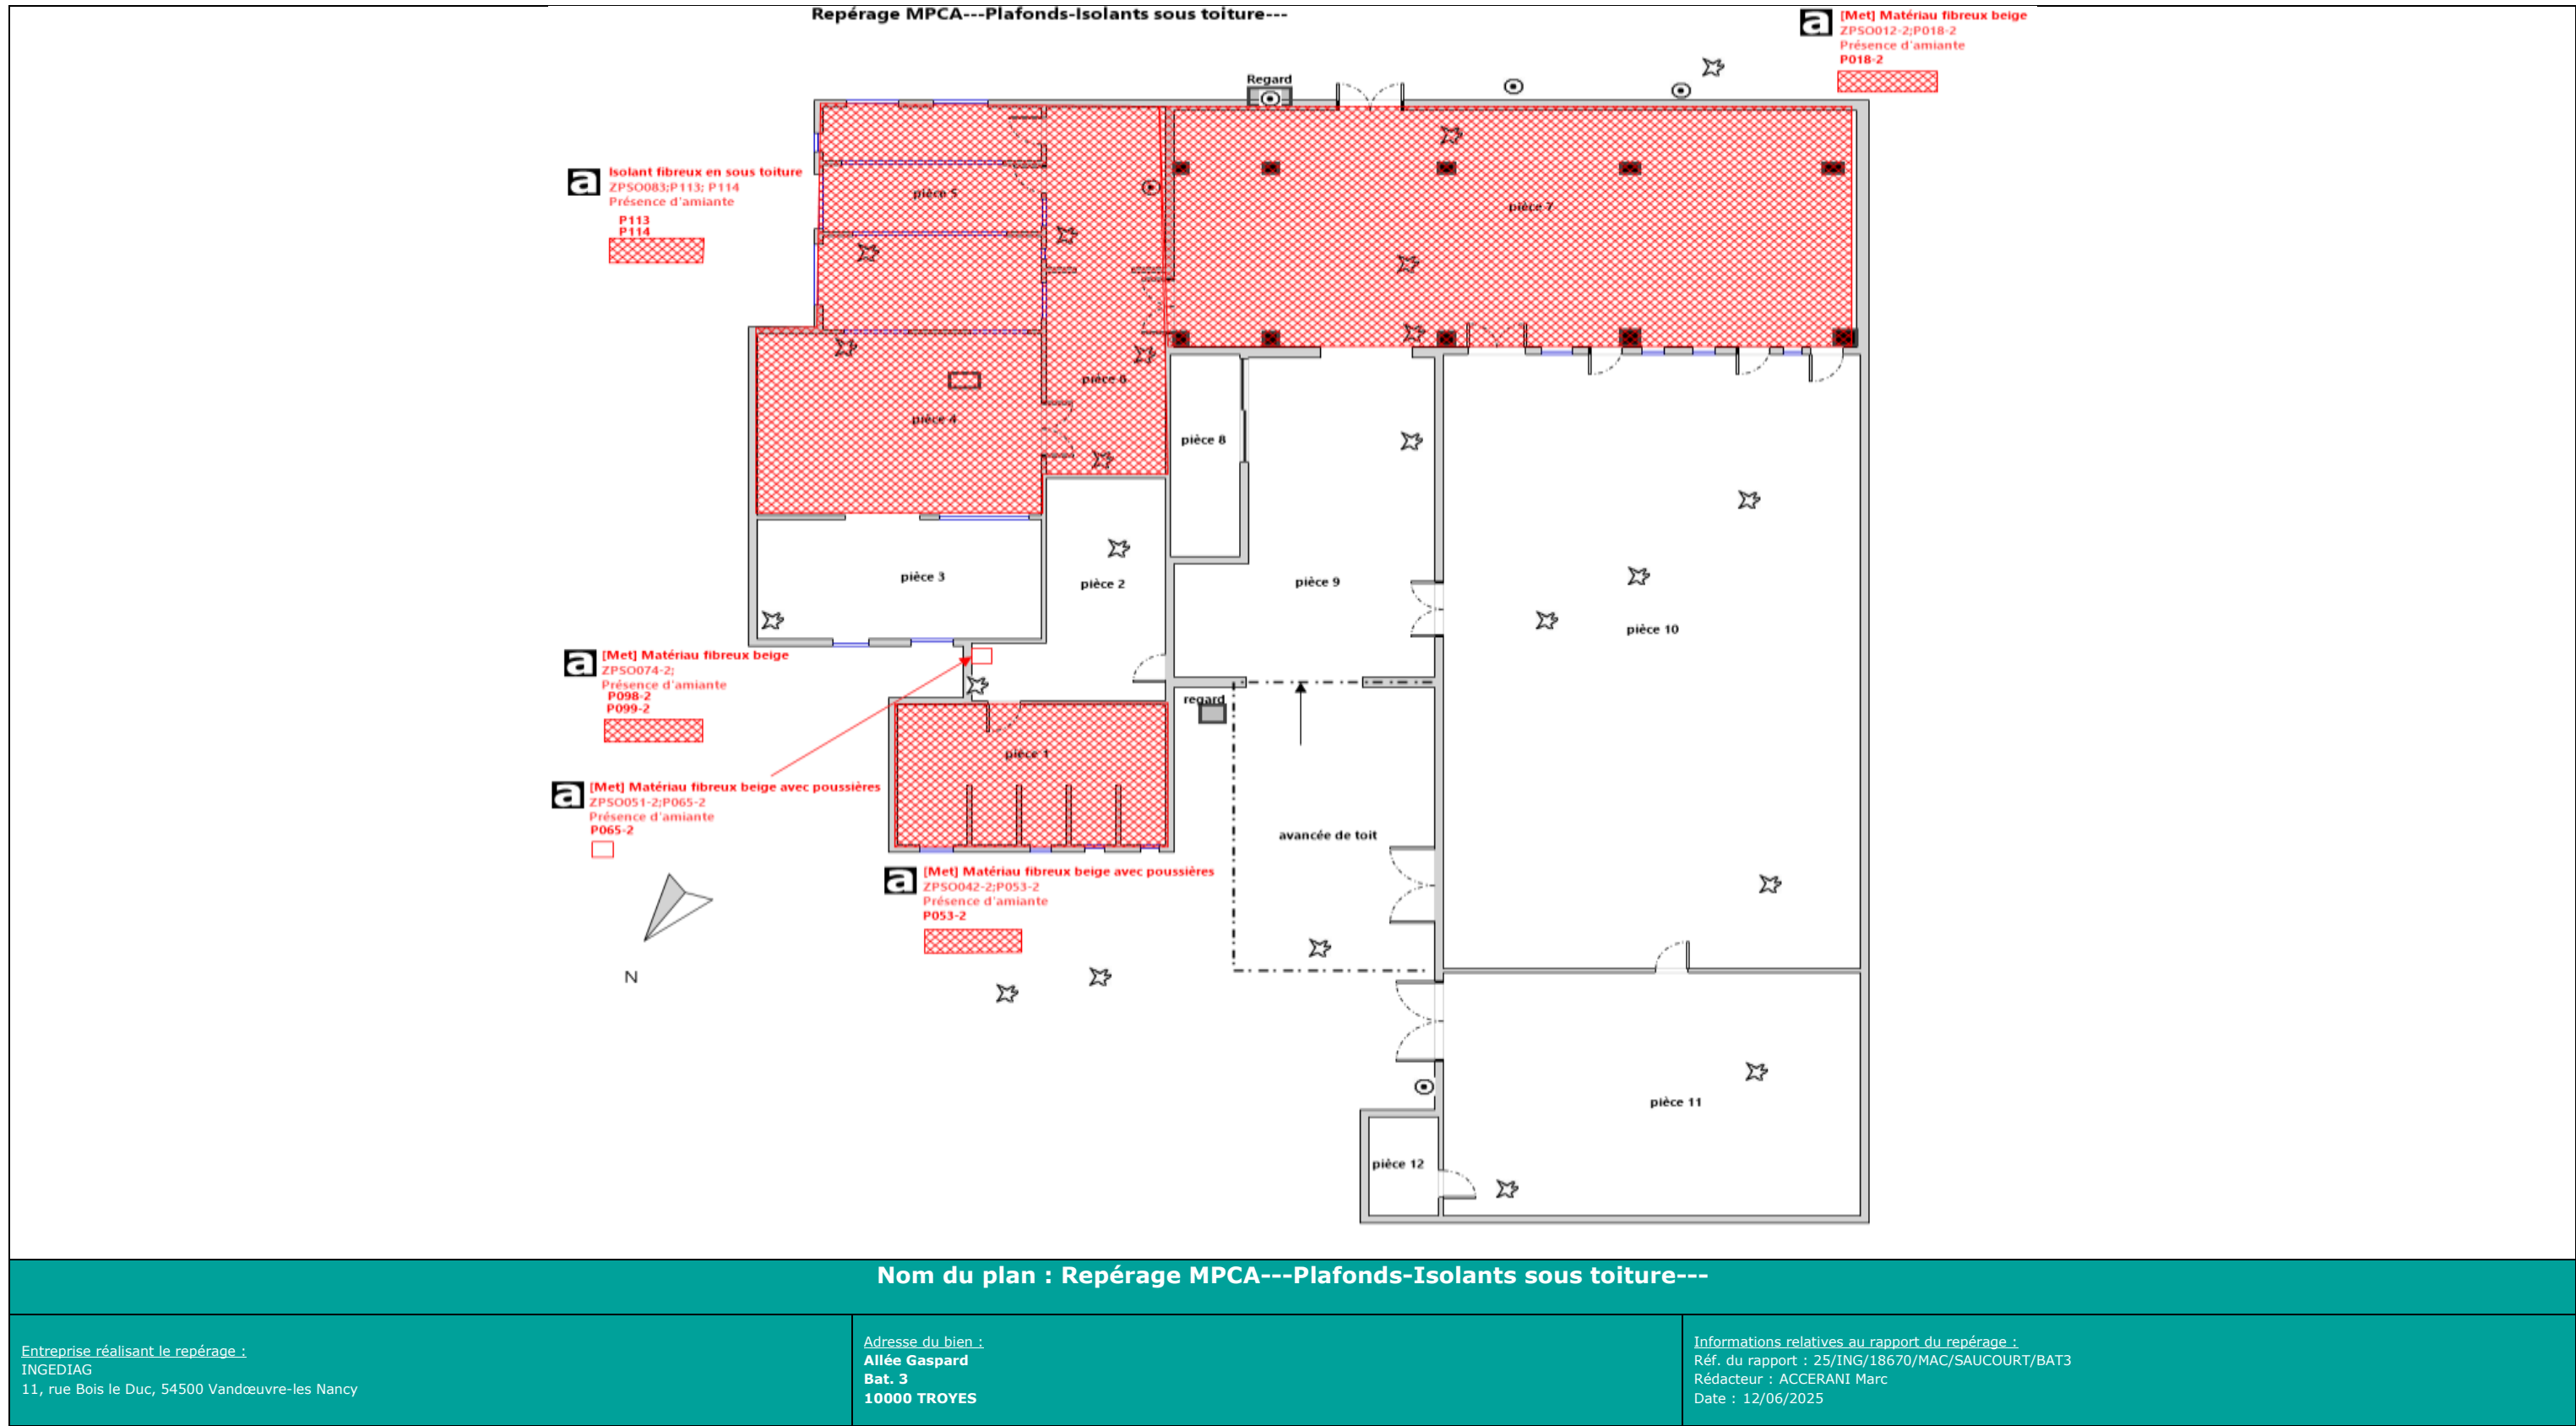 Repérage MPCA---Plafonds-Isolants sous toiture---
a
[Met] Matériau fibreux beige
ZPSO012-2;P018-2
Présence d'amiante
P018-2
Regard
a
Isolant fibreux en sous toiture
ZPSO083;P113; P114
Présence d'amiante
P113
P114
pièce 5
pièce 7
pièce 6
pièce 4
pièce 8
pièce 3
pièce 2
pièce 9
pièce 10
a
[Met] Matériau fibreux beige
ZPSO074-2;
Présence d'amiante
P098-2
P099-2
regard
pièce 1
a
[Met] Matériau fibreux beige avec poussières
ZPSO051-2;P065-2
Présence d'amiante
P065-2
avancée de toit
a
[Met] Matériau fibreux beige avec poussières
ZPSO042-2;P053-2
Présence d'amiante
P053-2
N
pièce 11
pièce 12
Nom du plan : Repérage MPCA---Plafonds-Isolants sous toiture---
Entreprise réalisant le repérage :
INGEDIAG
11, rue Bois le Duc, 54500 Vandœuvre-les Nancy
Adresse du bien :
Allée Gaspard
Bat. 3
10000 TROYES
Informations relatives au rapport du repérage :
Réf. du rapport : 25/ING/18670/MAC/SAUCOURT/BAT3
Rédacteur : ACCERANI Marc
Date : 12/06/2025